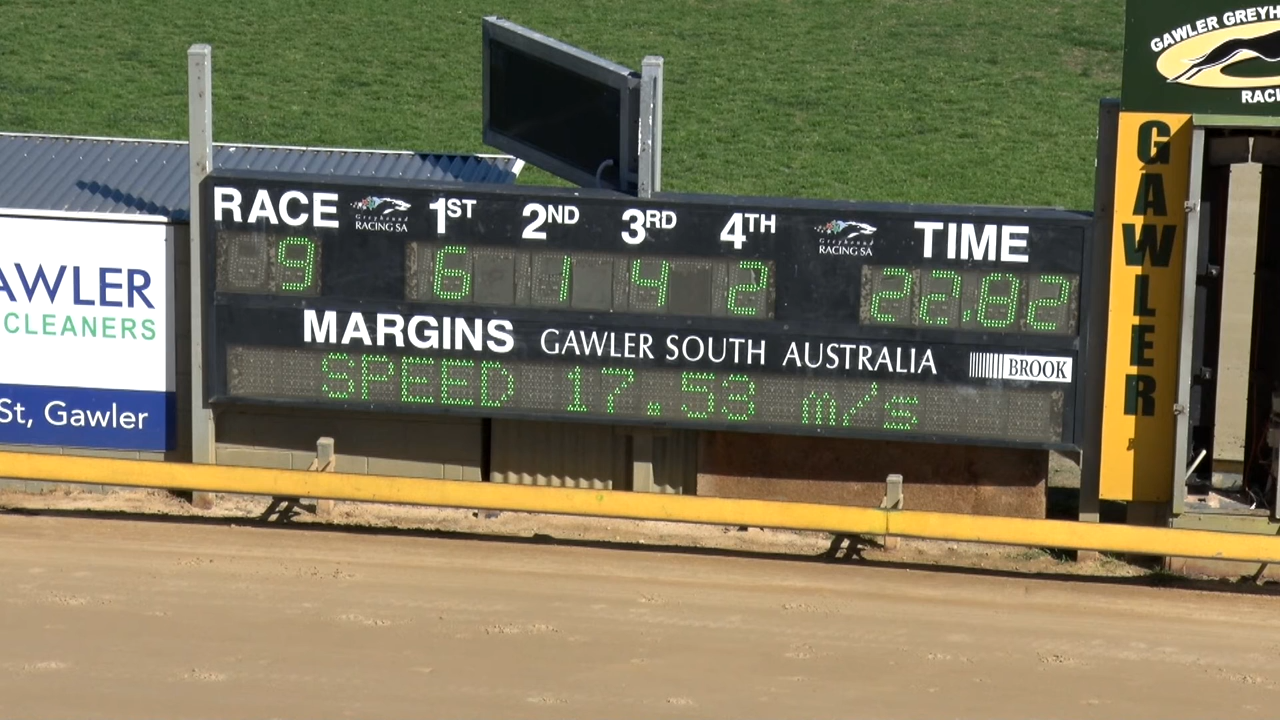 GAWLER GREYH
RACI
GAWLER
RACE
Greyhound
RACING SA
1ST
2ND
3RD
4TH
Greyhound
RACING SA
TIME
9
6
1
4
2
22.82
MARGINS
GAWLER SOUTH AUSTRALIA
BROOK
SPEED 17.53 m/s
AWLER
CLEANERS
St, Gawler